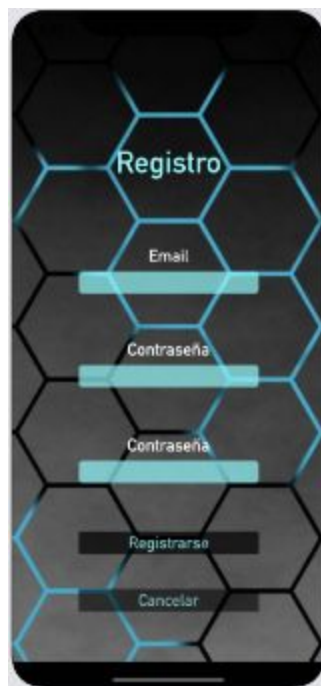 Registro
Email
Contraseña
Contraseña
Registrarse
Cancelar